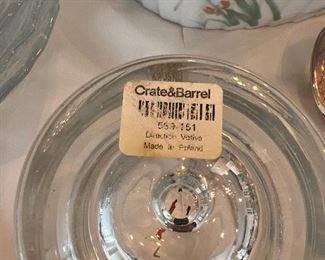 Crate&Barrel
559-151
Direction Votive
Made in Poland